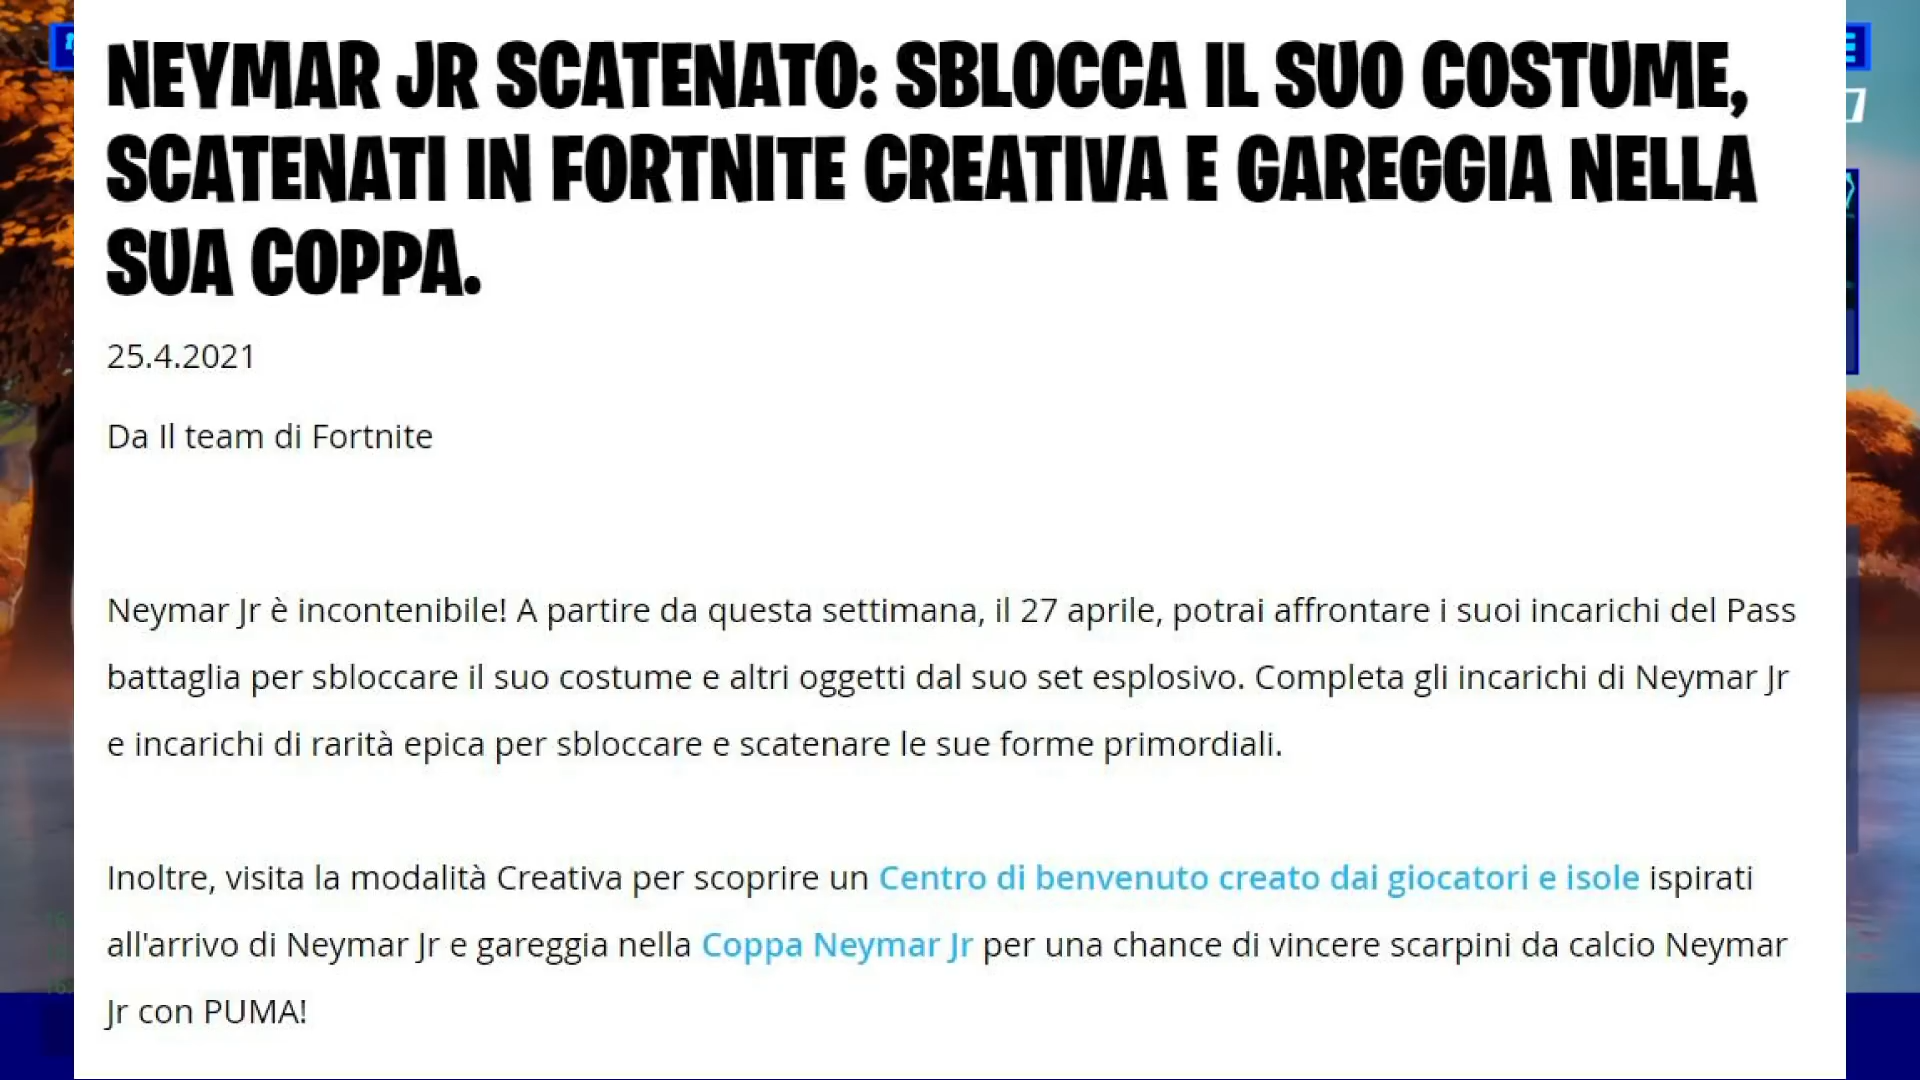 NEYMAR JR SCATENATO: SBLOCCA IL SUO COSTUME,
SCATENATI IN FORTNITE CREATIVA E GAREGGIA NELLA
SUA COPPA.
25.4.2021
Da Il team di Fortnite
Neymar Jr è incontenibile! A partire da questa settimana, il 27 aprile, potrai affrontare i suoi incarichi del Pass
battaglia per sbloccare il suo costume e altri oggetti dal suo set esplosivo. Completa gli incarichi di Neymar Jr
e incarichi di rarità epica per sbloccare e scatenare le sue forme primordiali.
Inoltre, visita la modalità Creativa per scoprire un Centro di benvenuto creato dai giocatori e isole ispirati
all'arrivo di Neymar Jr e gareggia nella Coppa Neymar Jr per una chance di vincere scarpini da calcio Neymar
Jr con PUMA!